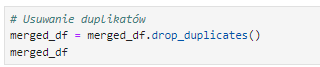 # Usuwanie duplikatów
merged_df = merged_df.drop_duplicates()
merged_df